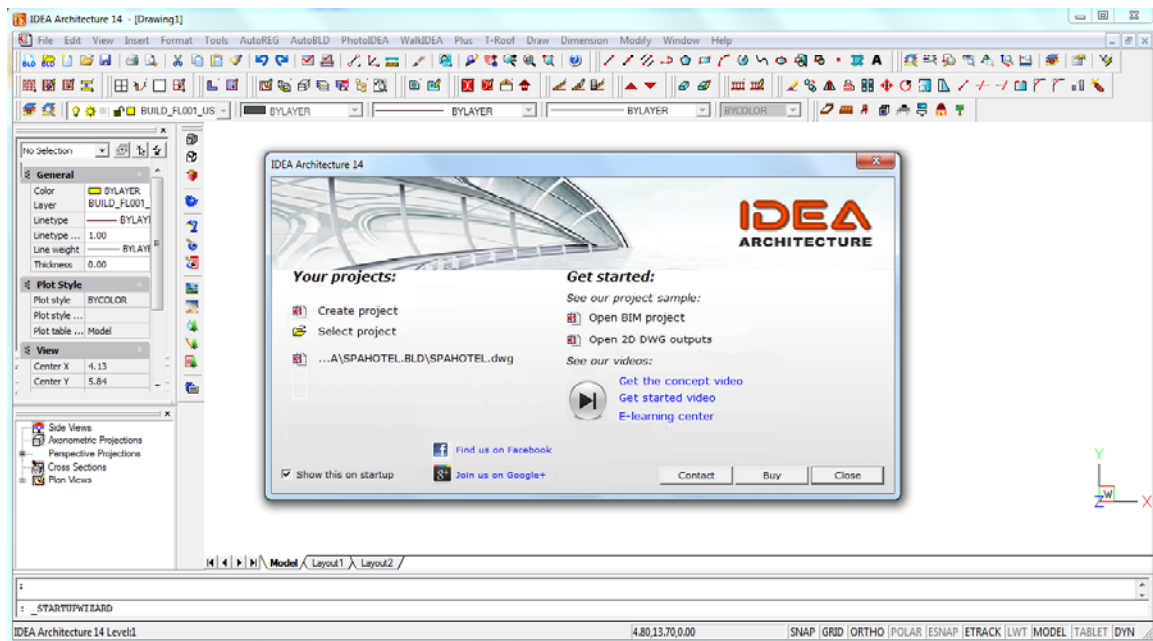 IDEA Architecture 14 - [Drawing1]
File Edit View Insert Format Tools AutoREG AutoBLD PhotoIDEA WalkIDEA Plus T-Roof Draw Dimension Modify Window Help
BUILD_FL001_US BYLAYER BYLAYER BYLAYER BYCOLOR
No Selection
General
Color BYLAYER
Layer BUILD_FL001_
Linetype BYLAYI
Linetype ... 1.00
Line weight BYLAYE
Thickness 0.00
Plot Style
Plot style BYCOLOR
Plot style ...
Plot table ... Model
View
Center X 4.13
Center Y 5.84
Side Views
Axonometric Projections
Perspective Projections
Cross Sections
Plan Views
IDEA Architecture 14
IDEA
ARCHITECTURE
Your projects:
Create project
Select project
...A\SPAHOTEL.BLD\SPAHOTEL.dwg
Get started:
See our project sample:
Open BIM project
Open 2D DWG outputs
See our videos:
Get the concept video
Get started video
E-learning center
Find us on Facebook
Show this on startup
Join us on Google+
Contact Buy Close
Y
W
Z X
Model Layout1 Layout2
:
: _STARTUPWIZARD
IDEA Architecture 14 Level:1 4.80,13.70,0.00 SNAP GRID ORTHO POLAR ESNAP ETRACK LWT MODEL TABLET DYN